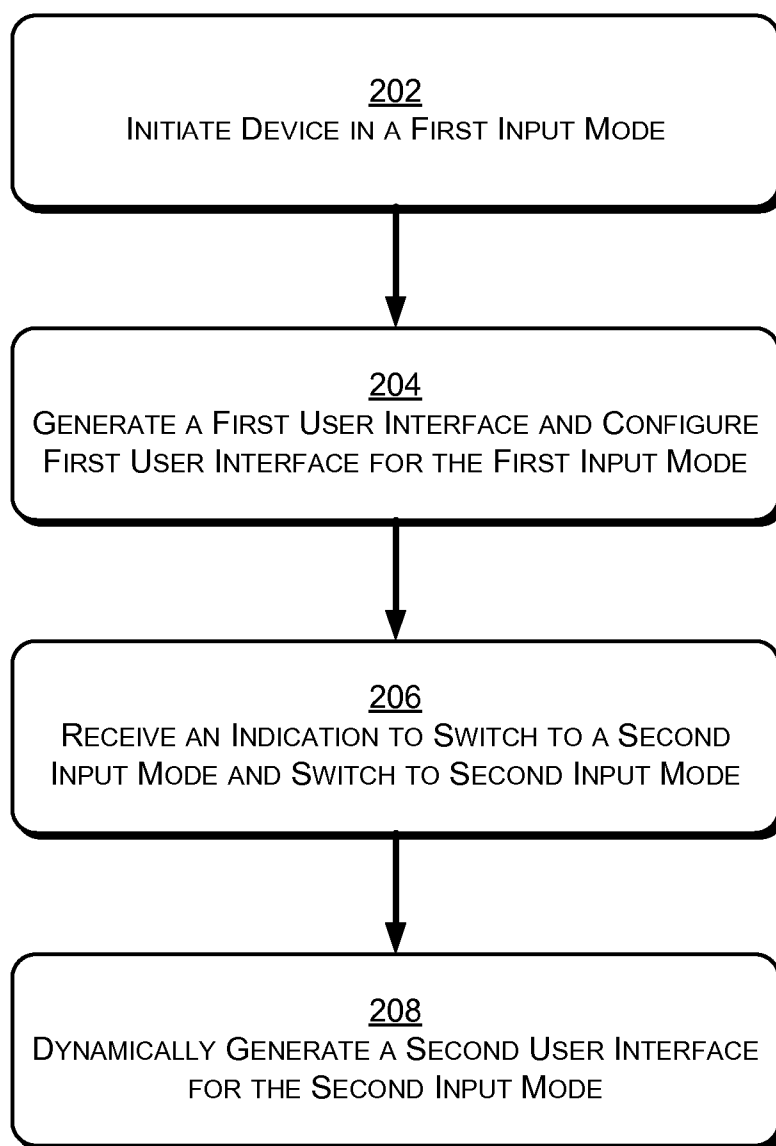 202
INITIATE DEVICE IN A FIRST INPUT MODE
204
GENERATE A FIRST USER INTERFACE AND CONFIGURE
FIRST USER INTERFACE FOR THE FIRST INPUT MODE
206
RECEIVE AN INDICATION TO SWITCH TO A SECOND
INPUT MODE AND SWITCH TO SECOND INPUT MODE
208
DYNAMICALLY GENERATE A SECOND USER INTERFACE
FOR THE SECOND INPUT MODE